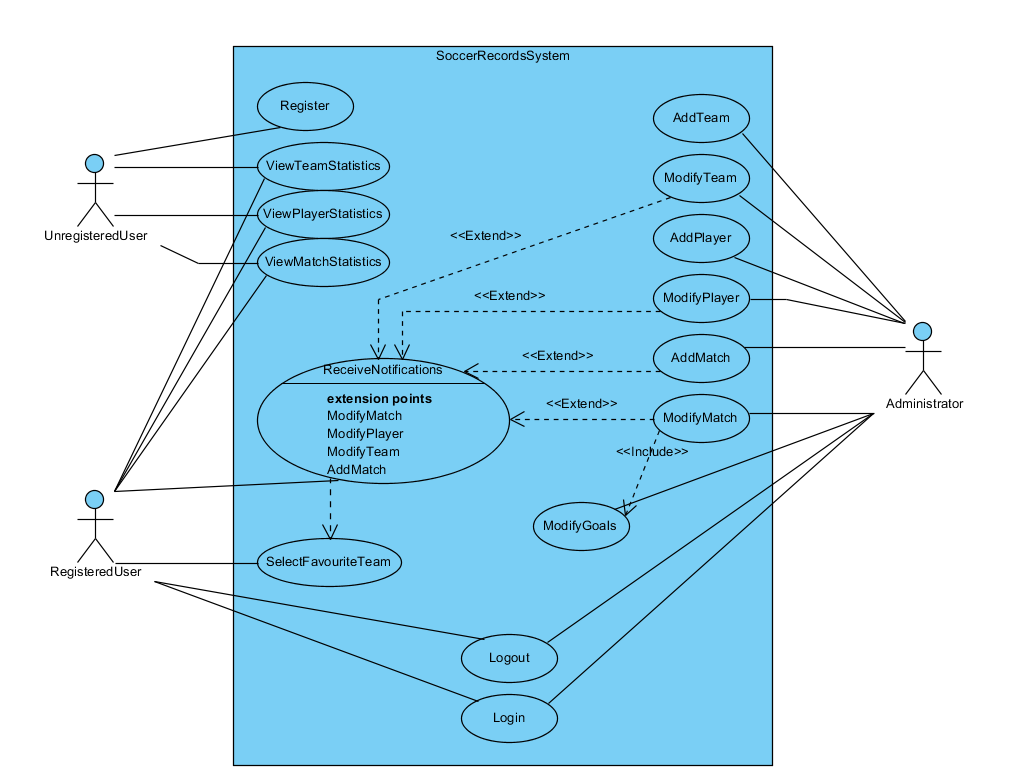 SoccerRecordsSystem
Register
AddTeam
ViewTeamStatistics
ModifyTeam
ViewPlayerStatistics
UnregisteredUser
<<Extend>>
AddPlayer
ViewMatchStatistics
<<Extend>>
ModifyPlayer
<<Extend>>
AddMatch
ReceiveNotifications
extension points
ModifyMatch
ModifyPlayer
ModifyTeam
AddMatch
<<Extend>>
ModifyMatch
Administrator
<<Include>>
ModifyGoals
SelectFavouriteTeam
RegisteredUser
Logout
Login